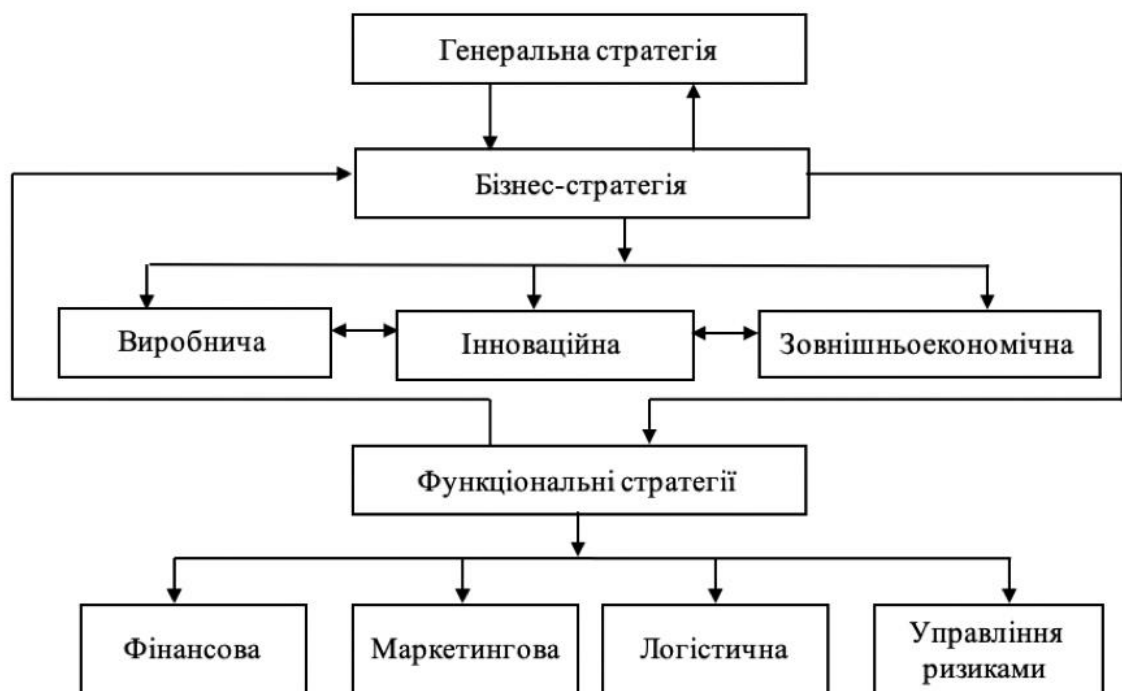 Генеральна стратегія
Бізнес-стратегія
Виробнича
Інноваційна
Зовнішньоекономічна
Функціональні стратегії
Фінансова
Маркетингова
Логістична
Управління
ризиками